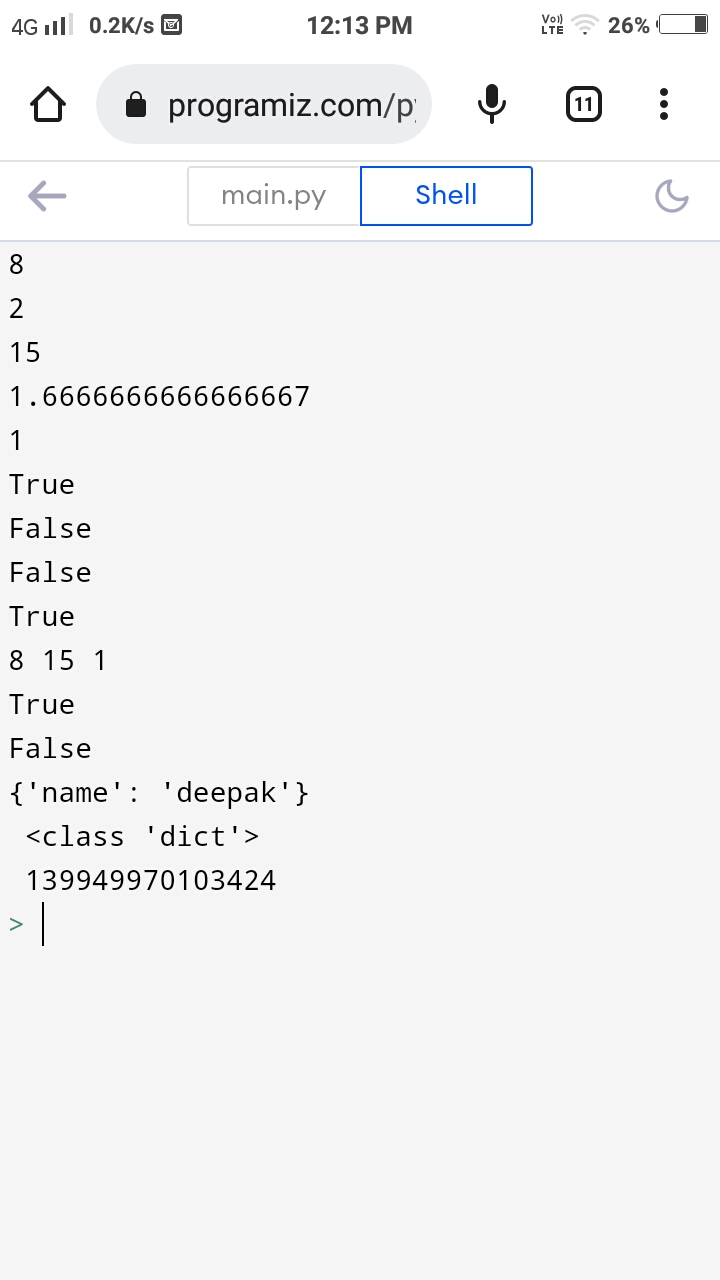 4G 0.2K/s 12:13 PM Vo)) LTE 26%
programiz.com/py 11
main.py Shell
8
2
15
1.6666666666666667
1
True
False
False
True
8 15 1
True
False
{'name': 'deepak'}
<class 'dict'>
139949970103424
>